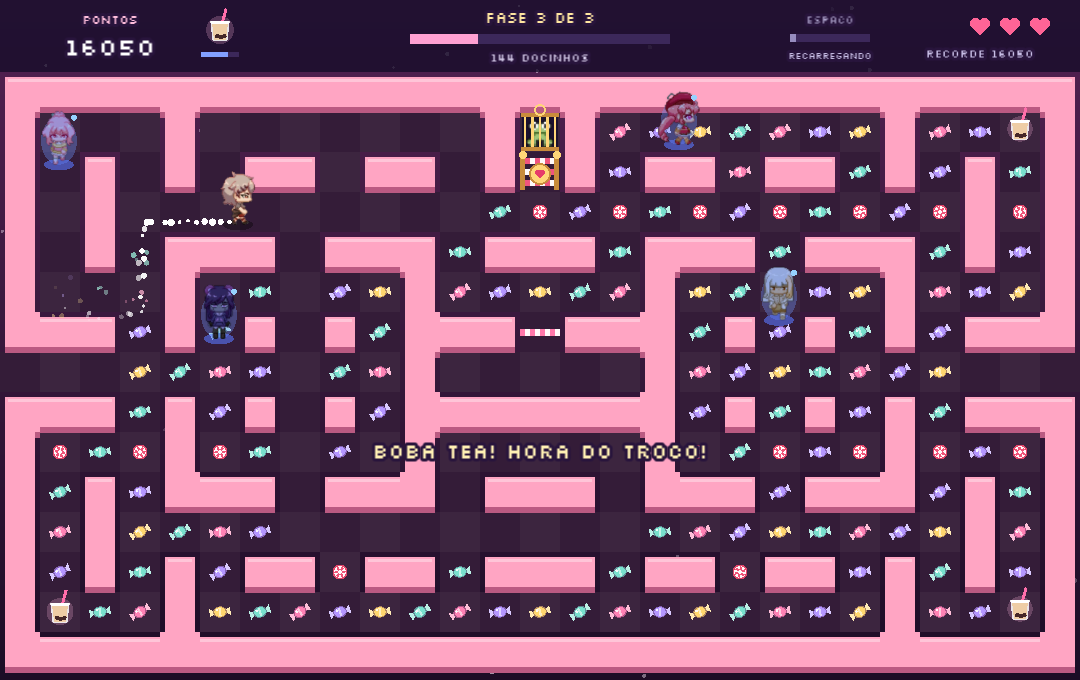 PONTOS
16050
FASE 3 DE 3
144 DOCINHOS
ESPAÇO
RECARREGANDO
RECORDE 16050
BOBA TEA! HORA DO TROCO!